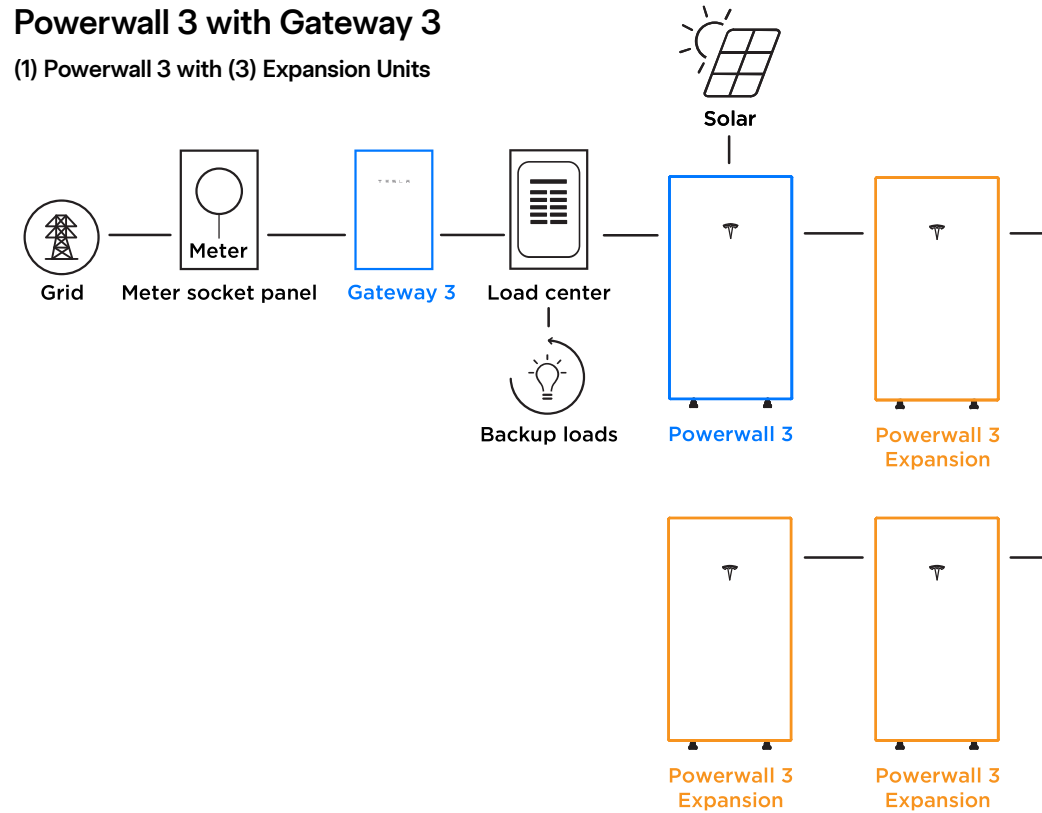 Powerwall 3 with Gateway 3
(1) Powerwall 3 with (3) Expansion Units
Solar
TESLA
Meter
Grid
Meter socket panel
Gateway 3
Load center
Backup loads
Powerwall 3
Powerwall 3
Expansion
Powerwall 3
Expansion
Powerwall 3
Expansion